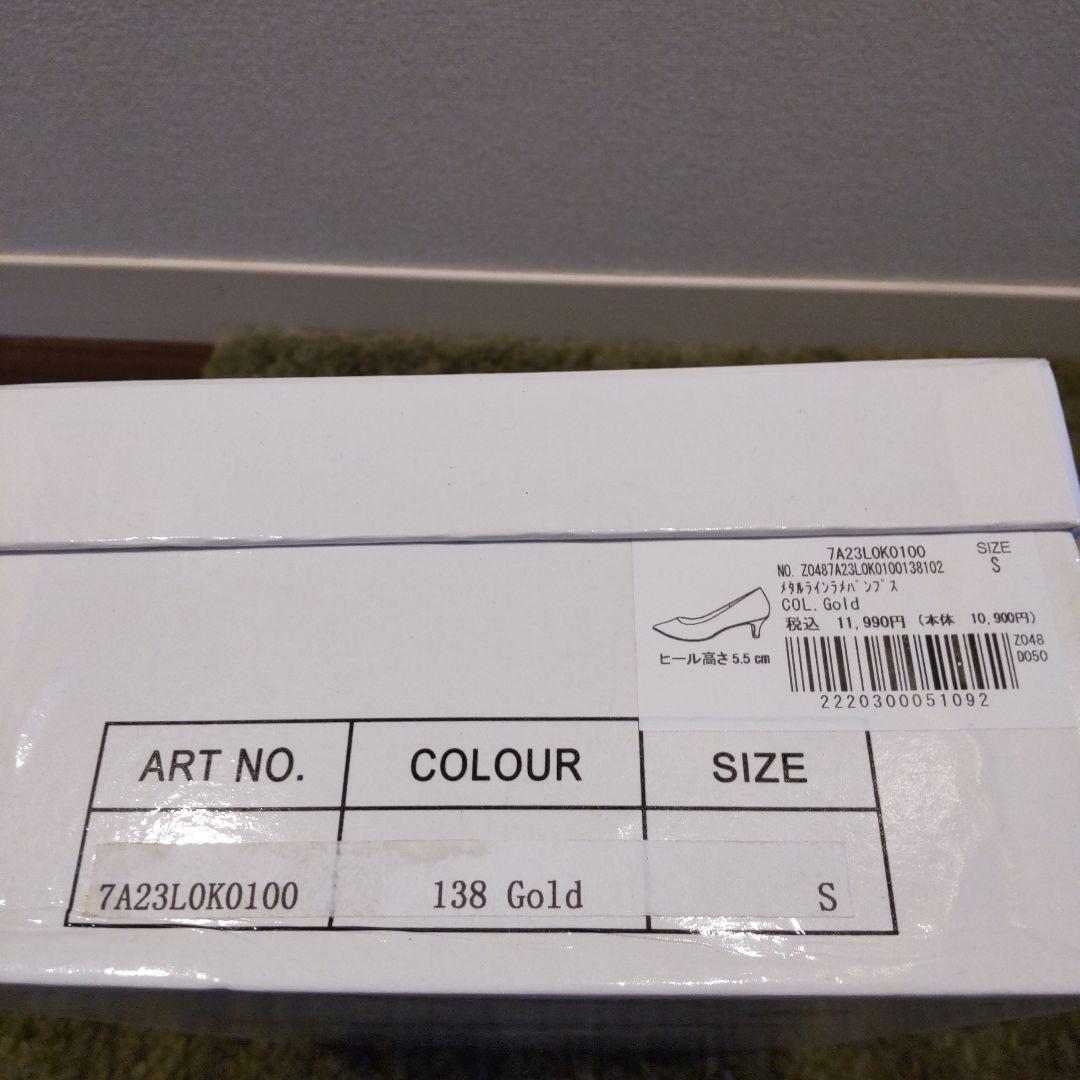 7A23L0K0100
SIZE
NO. Z0487A23L0K0100138102
S
ﾒﾀﾙﾗｲﾝﾗﾒﾊﾟﾝﾌﾟｽ
COL.Gold
税込 11,990円 (本体 10,900円)
ヒール高さ5.5㎝
Z048
D050
2220300051092
ART NO. COLOUR SIZE
7A23L0K0100 138 Gold S